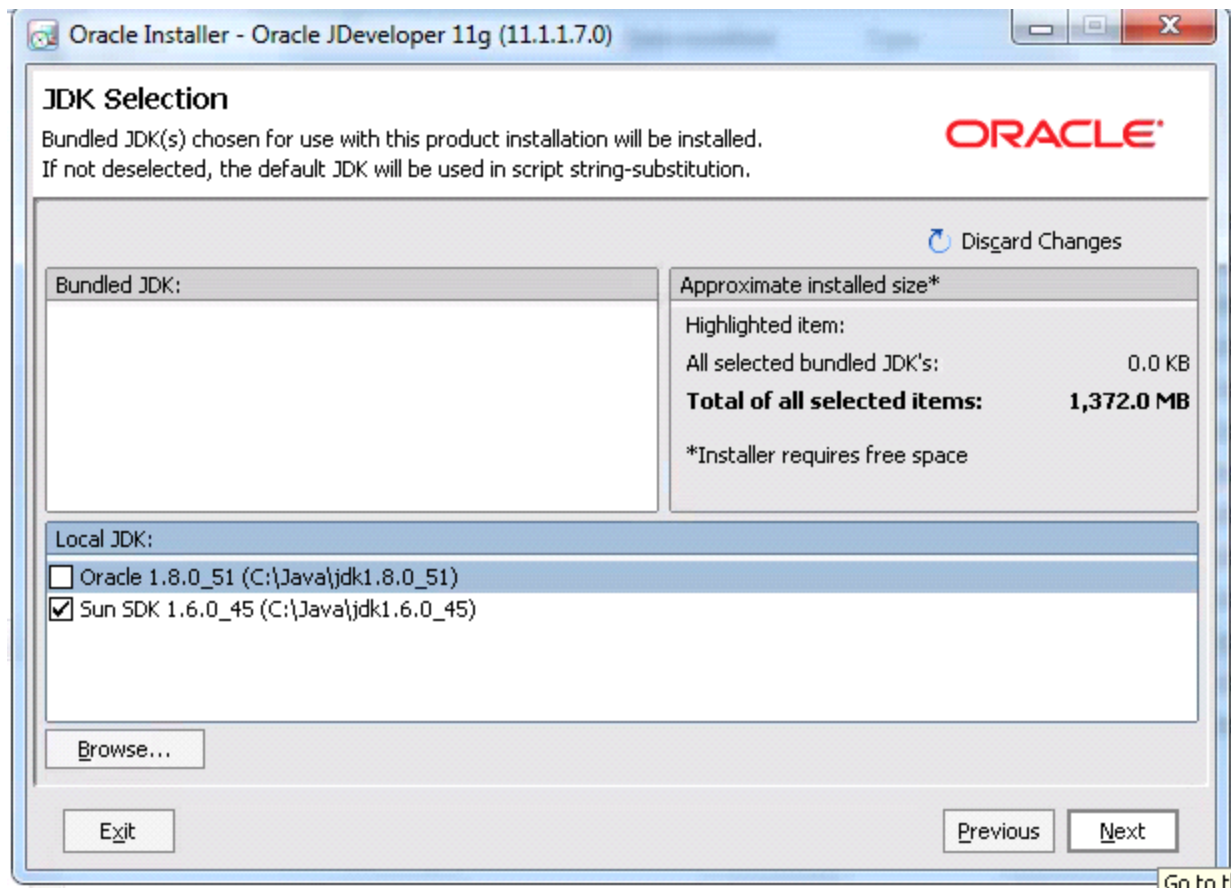 Oracle Installer - Oracle JDeveloper 11g (11.1.1.7.0)
JDK Selection
Bundled JDK(s) chosen for use with this product installation will be installed.
If not deselected, the default JDK will be used in script string-substitution.
ORACLE
Discard Changes
Bundled JDK:
Approximate installed size*
Highlighted item:
All selected bundled JDK's: 0.0 KB
Total of all selected items: 1,372.0 MB
*Installer requires free space
Local JDK:
Oracle 1.8.0_51 (C:\Java\jdk1.8.0_51)
Sun SDK 1.6.0_45 (C:\Java\jdk1.6.0_45)
Browse...
Exit
Previous
Next
Go to t